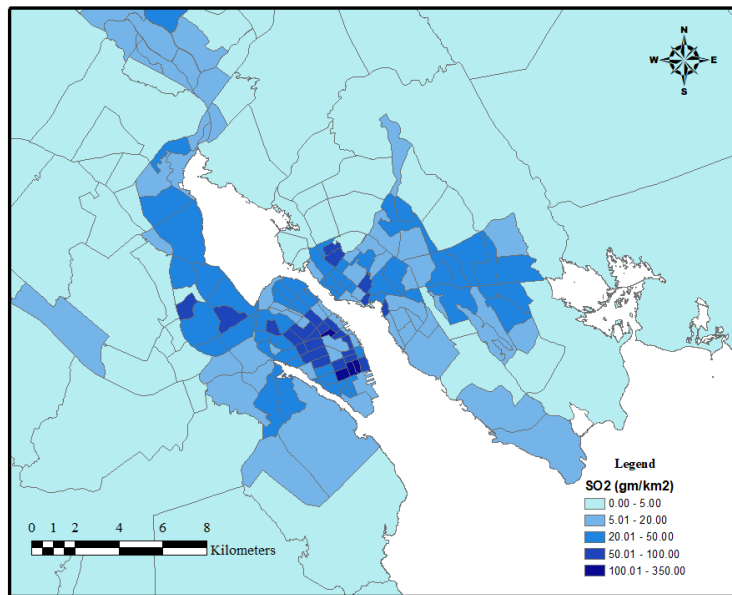 N
W E
S
Legend
SO2 (gm/km2)
0.00 - 5.00
5.01 - 20.00
20.01 - 50.00
50.01 - 100.00
100.01 - 350.00
0 1 2 4 6 8
Kilometers